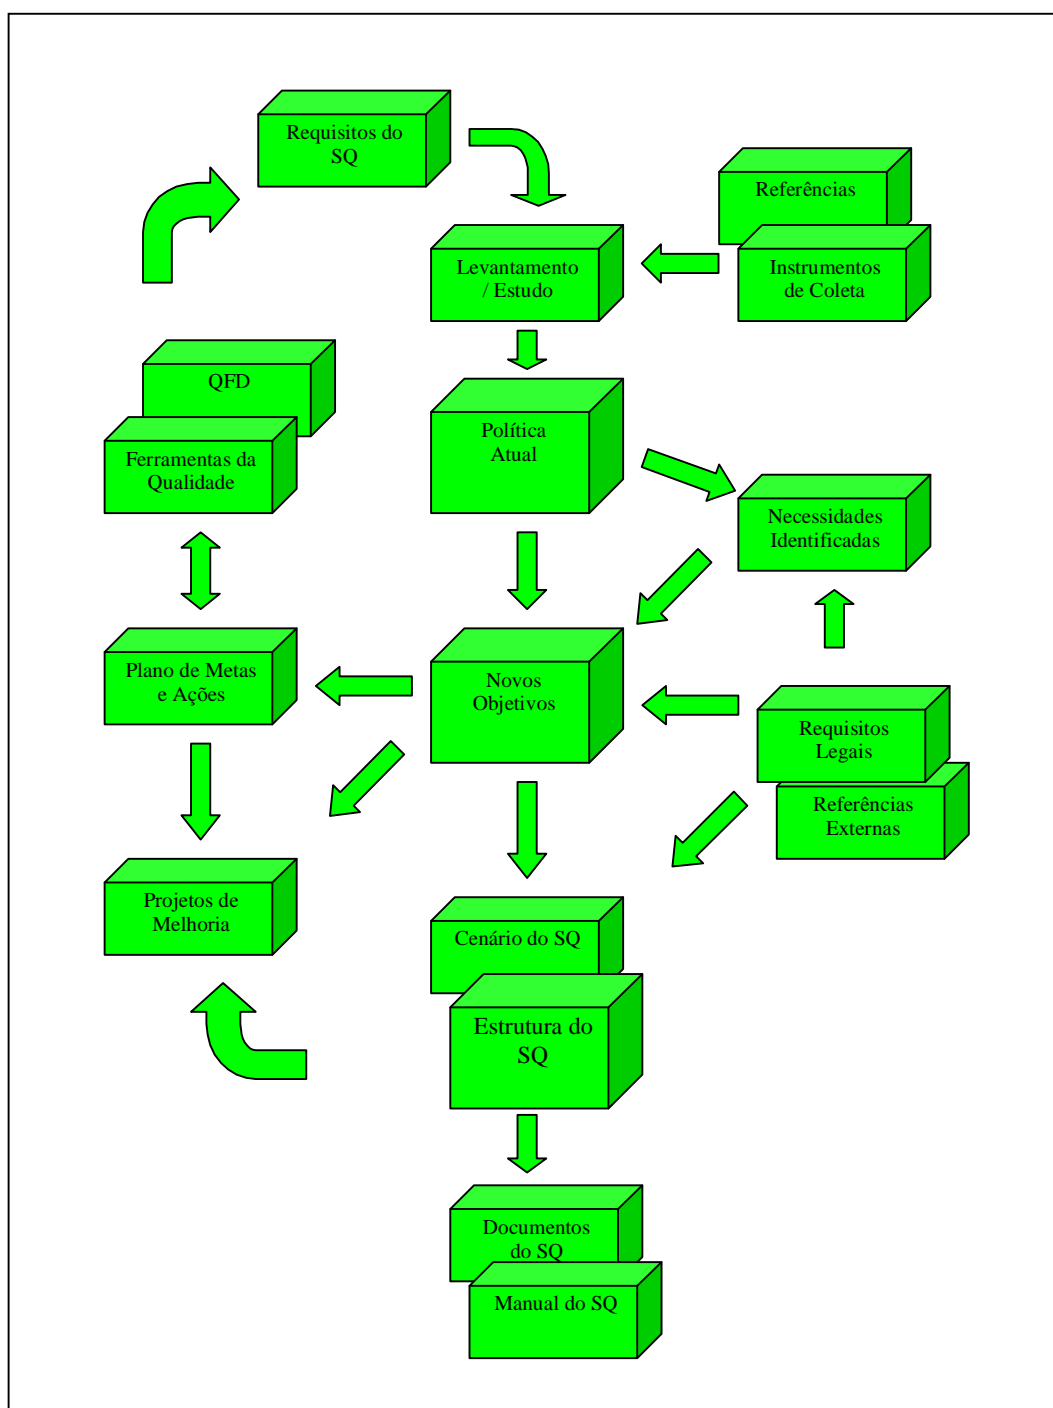 Requisitos do
SQ
Referências
Levantamento
/ Estudo
Instrumentos
de Coleta
QFD
Política
Atual
Ferramentas da
Qualidade
Necessidades
Identificadas
Plano de Metas
e Ações
Novos
Objetivos
Requisitos
Legais
Referências
Externas
Projetos de
Melhoria
Cenário do SQ
Estrutura do
SQ
Documentos
do SQ
Manual do SQ